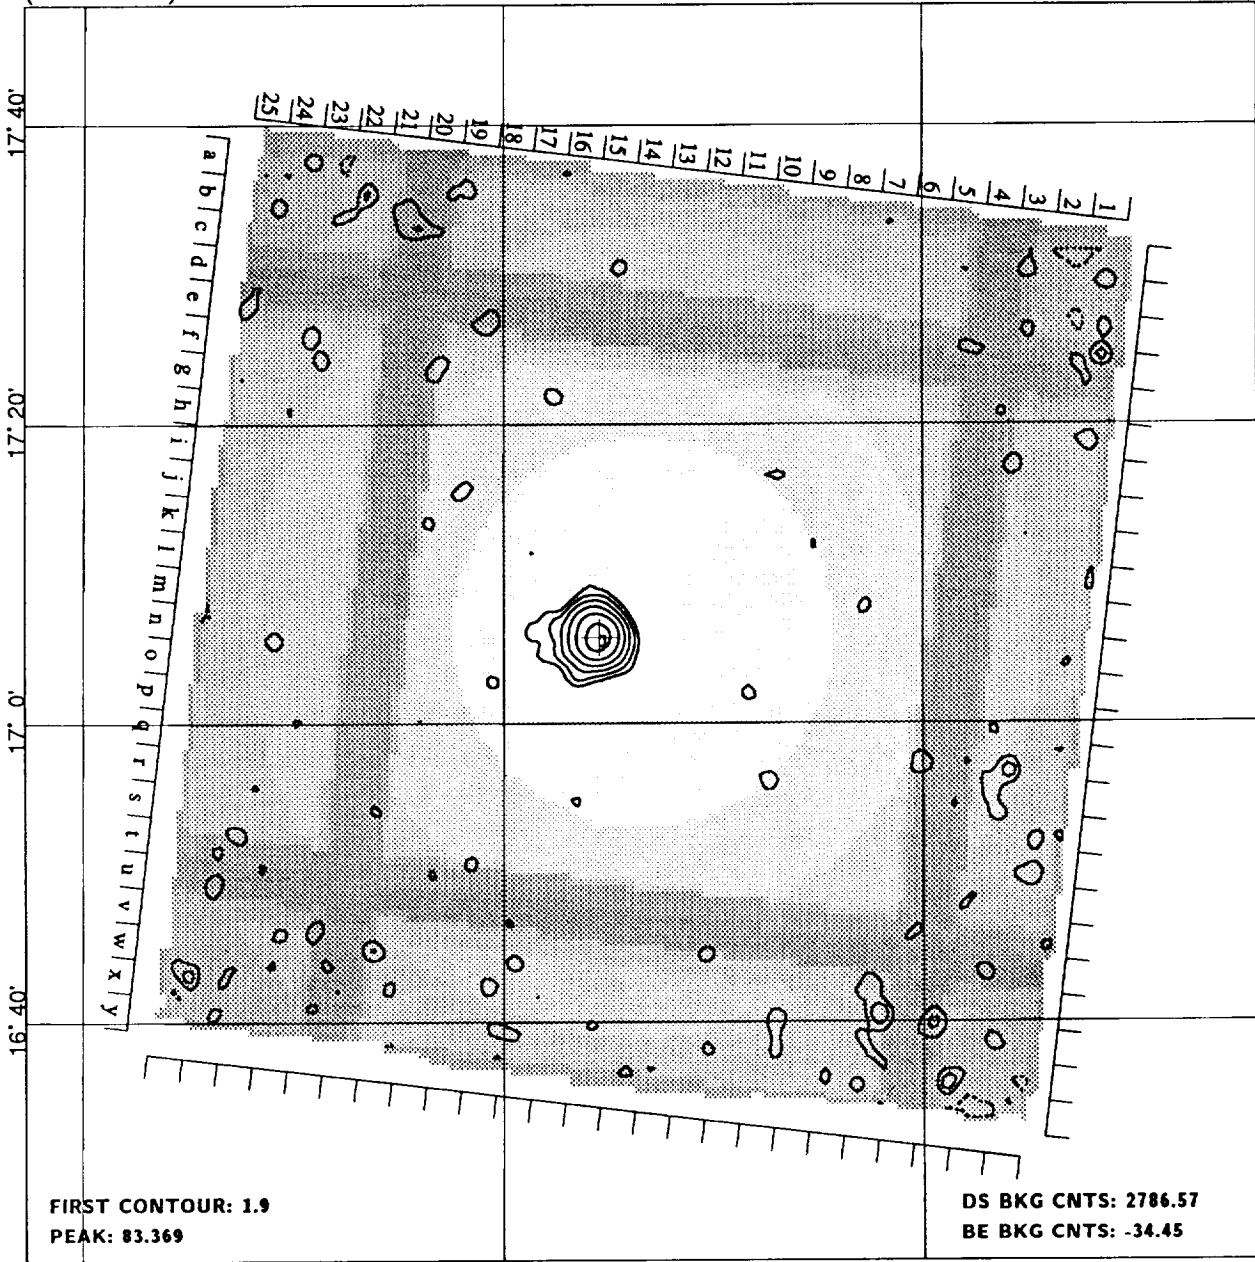 25 24 23 22 21 20 19 18 17 16 15 14 13 12 11 10 9 8 7 6 5 4 3 2 1
17° 40'
17° 20'
17° 0'
16° 40'
a b c d e f g h i j k l m n o p q r s t u v w x y
FIRST CONTOUR: 1.9
PEAK: 83.369
DS BKG CNTS: 2786.57
BE BKG CNTS: -34.45